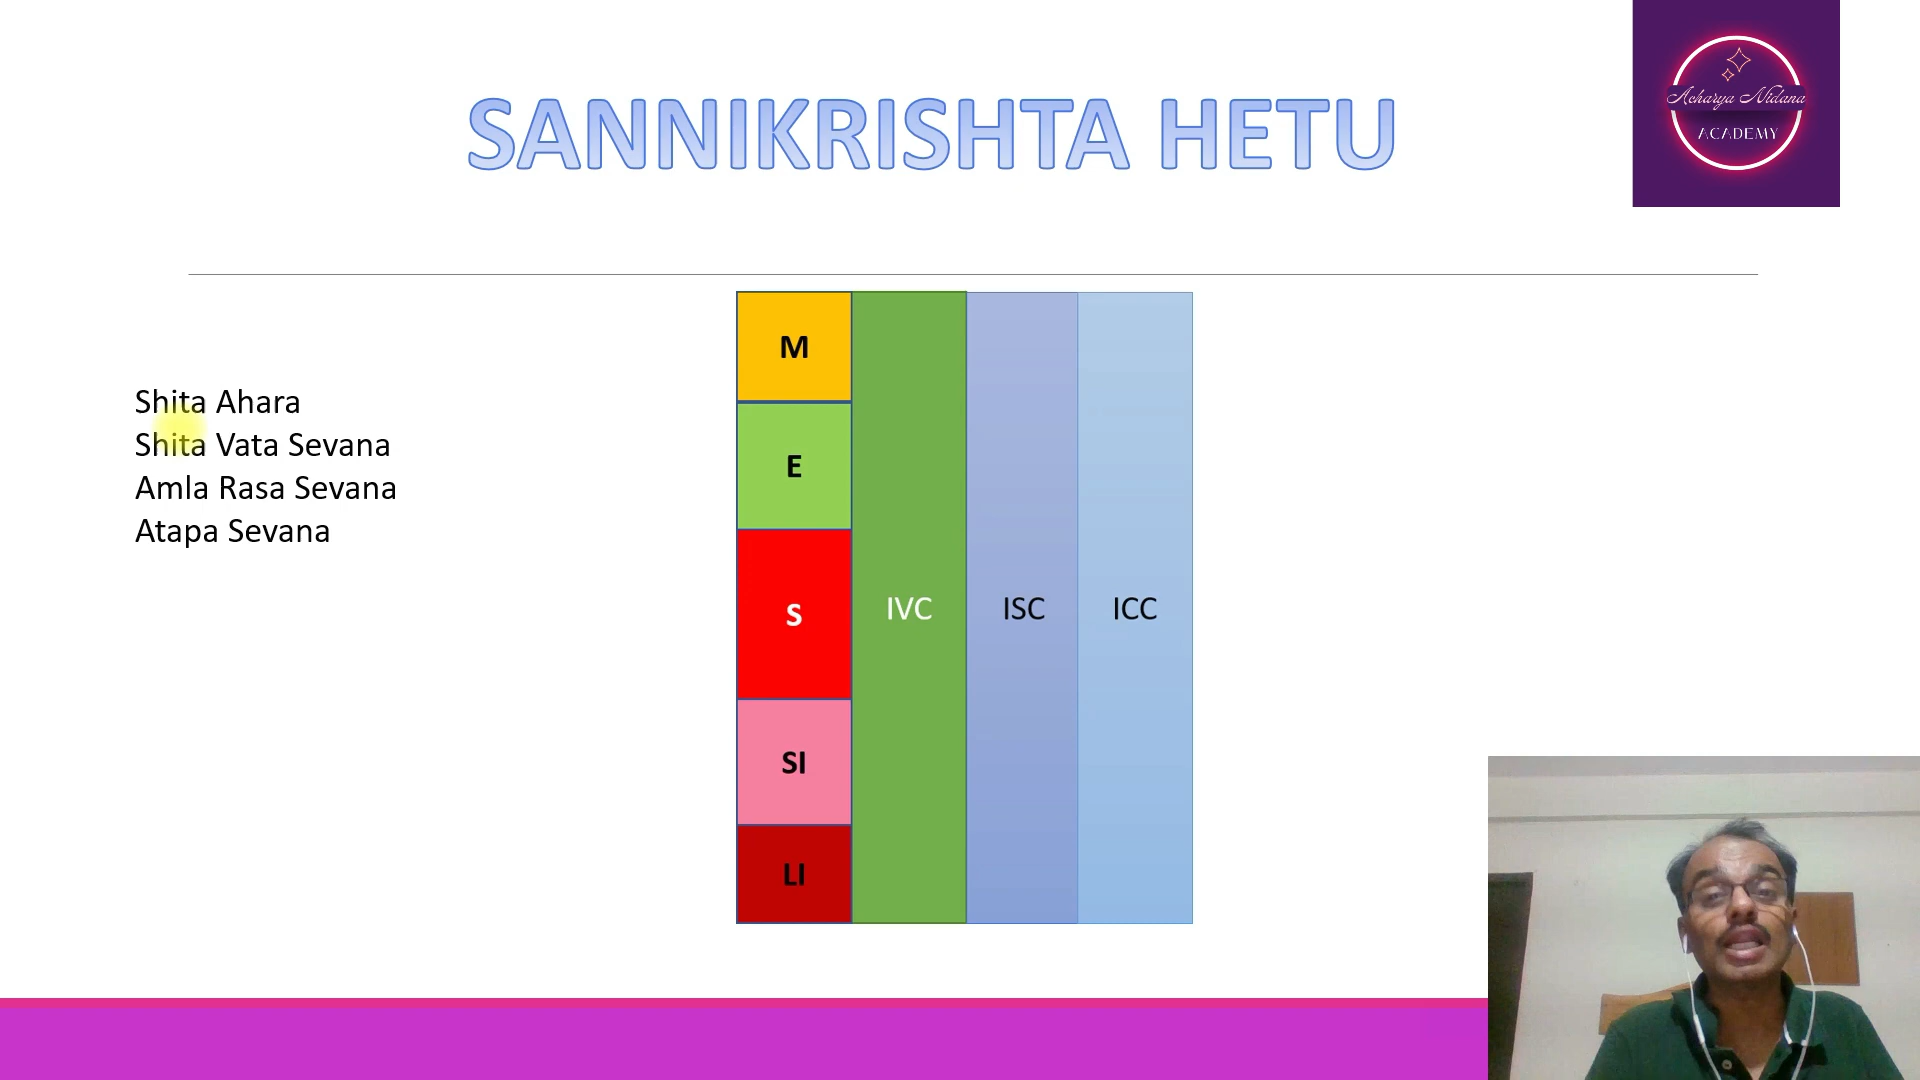 SANNIKRISHTA HETU
Acharya Nidana
ACADEMY
Shita Ahara
Shita Vata Sevana
Amla Rasa Sevana
Atapa Sevana
M
E
S
SI
LI
IVC
ISC
ICC